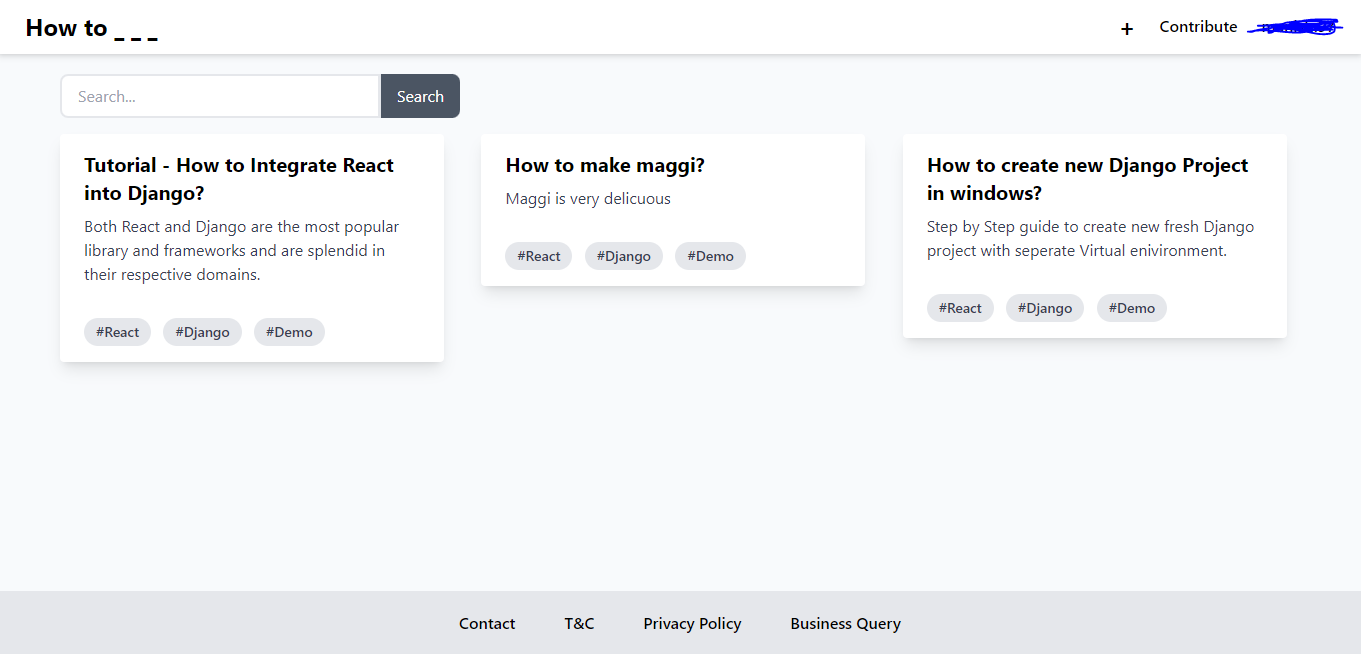 How to _ _ _
+ Contribute
Search...
Search
Tutorial - How to Integrate React
into Django?
Both React and Django are the most popular
library and frameworks and are splendid in
their respective domains.
#React #Django #Demo
How to make maggi?
Maggi is very delicuous
#React #Django #Demo
How to create new Django Project
in windows?
Step by Step guide to create new fresh Django
project with seperate Virtual enivironment.
#React #Django #Demo
Contact T&C Privacy Policy Business Query